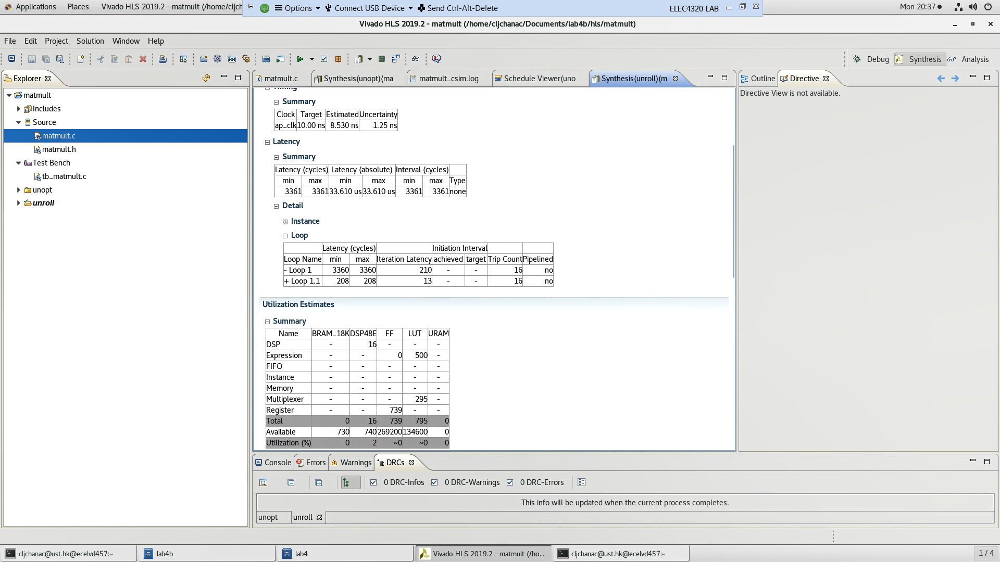 Applications Places Vivado HLS 2019.2 - matmult (/home/cljch Options Connect USB Device Send Ctrl-Alt-Delete ELEC4320 LAB Mon 20:37
Vivado HLS 2019.2 - matmult (/home/cljchanac/Documents/lab4b/hls/matmult)
File Edit Project Solution Window Help
Debug Synthesis Analysis
Explorer
matmult.c Synthesis(unopt)(ma matmult_csim.log Schedule Viewer(uno Synthesis(unroll)(m
Outline Directive
Directive View is not available.
matmult
Includes
Source
matmult.c
matmult.h
Test Bench
tb_matmult.c
unopt
unroll
Timing
Summary
Clock Target Estimated Uncertainty
ap_clk 10.00 ns 8.530 ns 1.25 ns
Latency
Summary
Latency (cycles) Latency (absolute) Interval (cycles)
min max min max min max Type
3361 3361 33.610 us 33.610 us 3361 3361 none
Detail
Instance
Loop
Latency (cycles) Initiation Interval
Loop Name min max Iteration Latency achieved target Trip Count Pipelined
- Loop 1 3360 3360 210 - - 16 no
+ Loop 1.1 208 208 13 - - 16 no
Utilization Estimates
Summary
Name BRAM_18K DSP48E FF LUT URAM
DSP - 16 - - -
Expression - - 0 500 -
FIFO - - - - -
Instance - - - - -
Memory - - - - -
Multiplexer - - - 295 -
Register - - 739 - -
Total 0 16 739 795 0
Available 730 740 269200 134600 0
Utilization (%) 0 2 ~0 ~0 0
Console Errors Warnings DRCs
0 DRC-Infos 0 DRC-Warnings 0 DRC-Errors
This info will be updated when the current process completes.
unopt unroll
cljchanac@ust.hk@ecelvd457:~ lab4b lab4 Vivado HLS 2019.2 - matmult (/ho... cljchanac@ust.hk@ecelvd457:~ 1 / 4